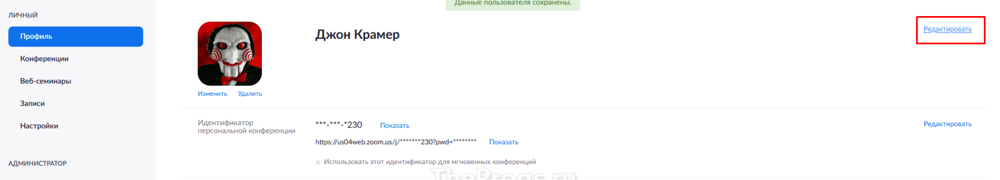 Данные пользователя сохранены.
ЛИЧНЫЙ
Профиль
Конференции
Веб-семинары
Записи
Настройки
АДМИНИСТРАТОР
Джон Крамер
Редактировать
Изменить Удалить
Идентификатор
персональной конференции
***-***-*230 Показать
Редактировать
https://us04web.zoom.us/j/*******230?pwd=******** Показать
× Использовать этот идентификатор для мгновенных конференций
TheProgs.ru